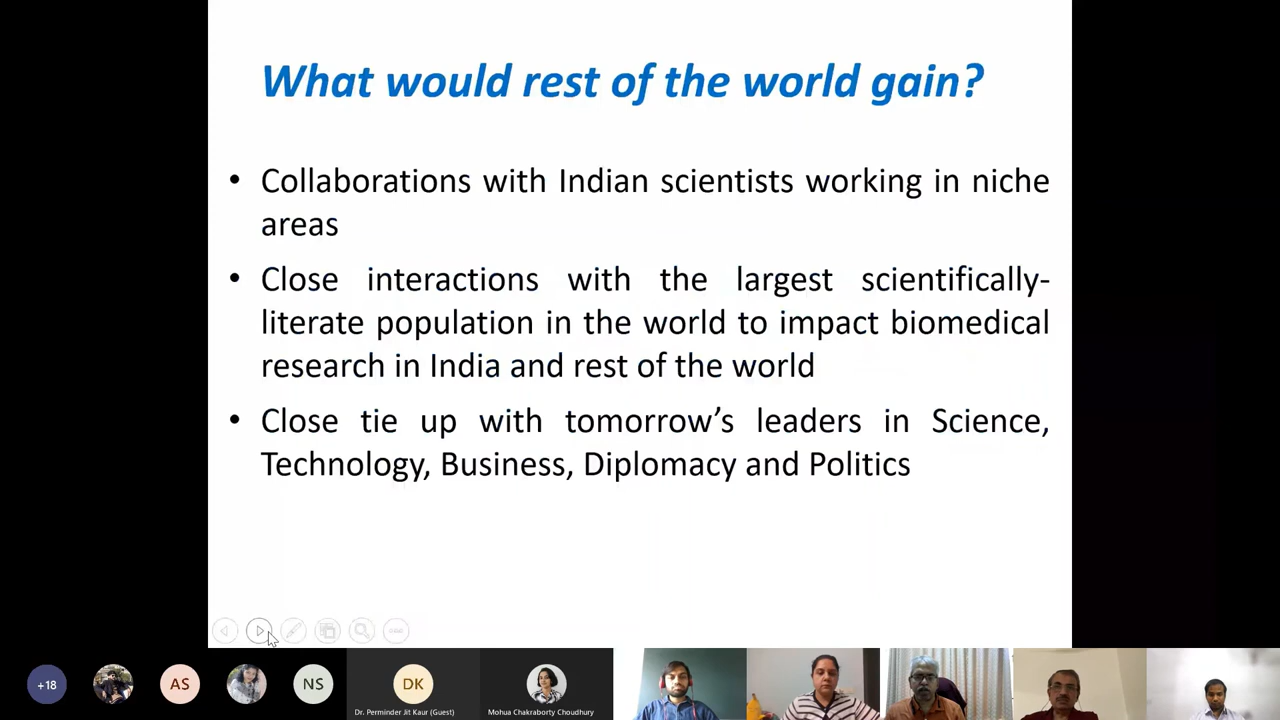 What would rest of the world gain?
• Collaborations with Indian scientists working in niche
areas
• Close interactions with the largest scientifically-
literate population in the world to impact biomedical
research in India and rest of the world
• Close tie up with tomorrow’s leaders in Science,
Technology, Business, Diplomacy and Politics
+18
AS
NS
DK
Dr. Perminder Jit Kaur (Guest)
Mohua Chakraborty Choudhury